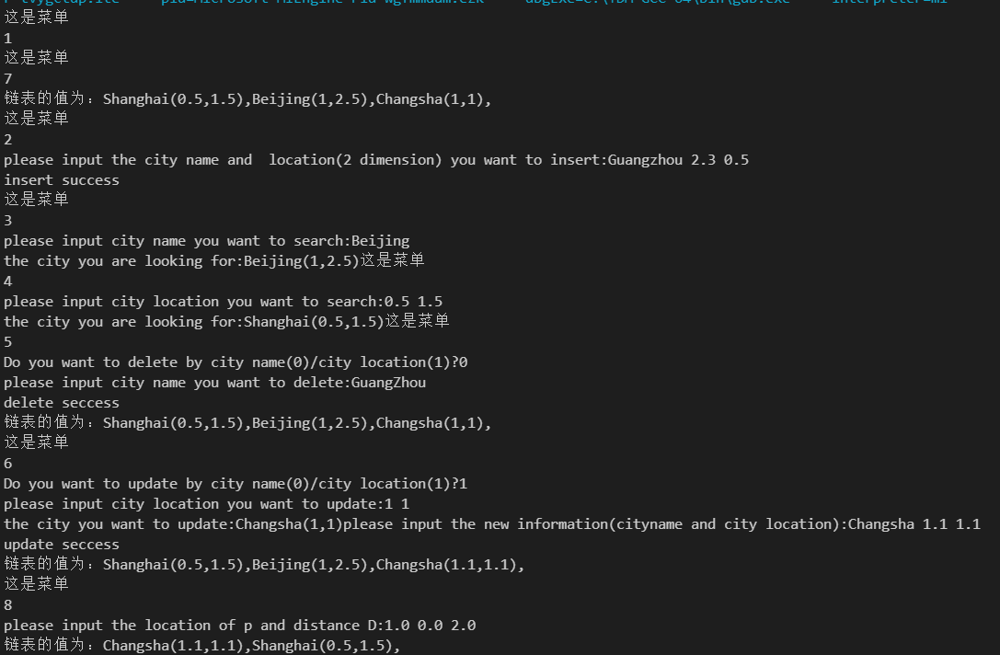 这是菜单
1
这是菜单
7
链表的值为：Shanghai(0.5,1.5),Beijing(1,2.5),Changsha(1,1),
这是菜单
2
please input the city name and  location(2 dimension) you want to insert:Guangzhou 2.3 0.5
insert success
这是菜单
3
please input city name you want to search:Beijing
the city you are looking for:Beijing(1,2.5)这是菜单
4
please input city location you want to search:0.5 1.5
the city you are looking for:Shanghai(0.5,1.5)这是菜单
5
Do you want to delete by city name(0)/city location(1)?0
please input city name you want to delete:GuangZhou
delete seccess
链表的值为：Shanghai(0.5,1.5),Beijing(1,2.5),Changsha(1,1),
这是菜单
6
Do you want to update by city name(0)/city location(1)?1
please input city location you want to update:1 1
the city you want to update:Changsha(1,1)please input the new information(cityname and city location):Changsha 1.1 1.1
update seccess
链表的值为：Shanghai(0.5,1.5),Beijing(1,2.5),Changsha(1.1,1.1),
这是菜单
8
please input the location of p and distance D:1.0 0.0 2.0
链表的值为：Changsha(1.1,1.1),Shanghai(0.5,1.5),